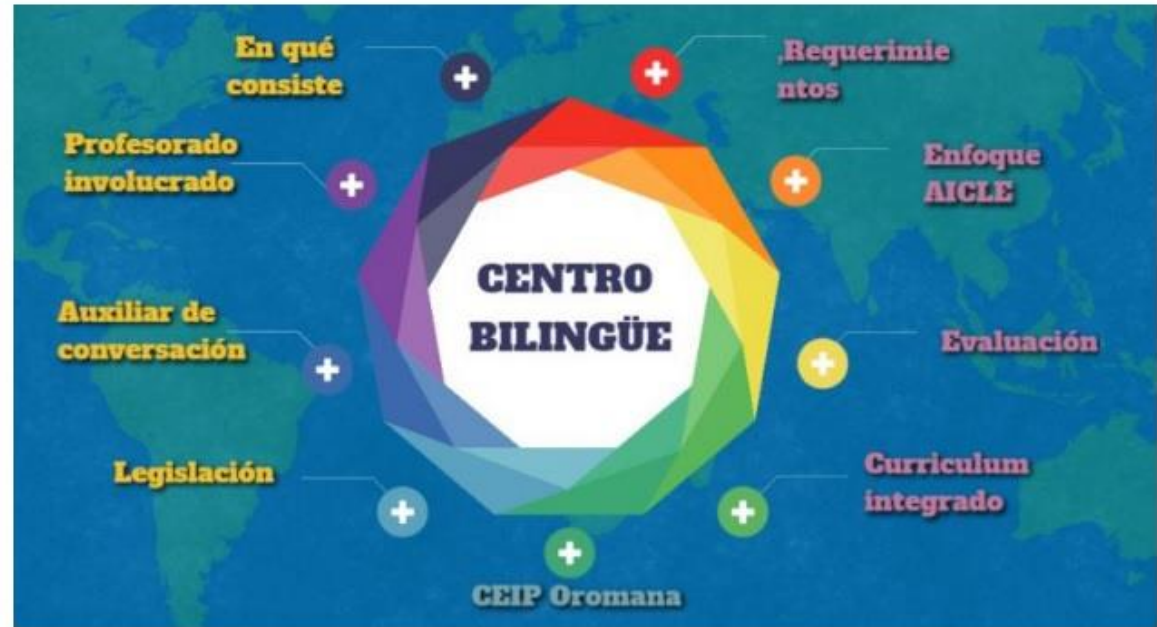 En qué
consiste
,Requerimie
ntos
Profesorado
involucrado
Enfoque
AICLE
CENTRO
BILINGÜE
Auxiliar de
conversación
Evaluación
Legislación
Curriculum
integrado
CEIP Oromana